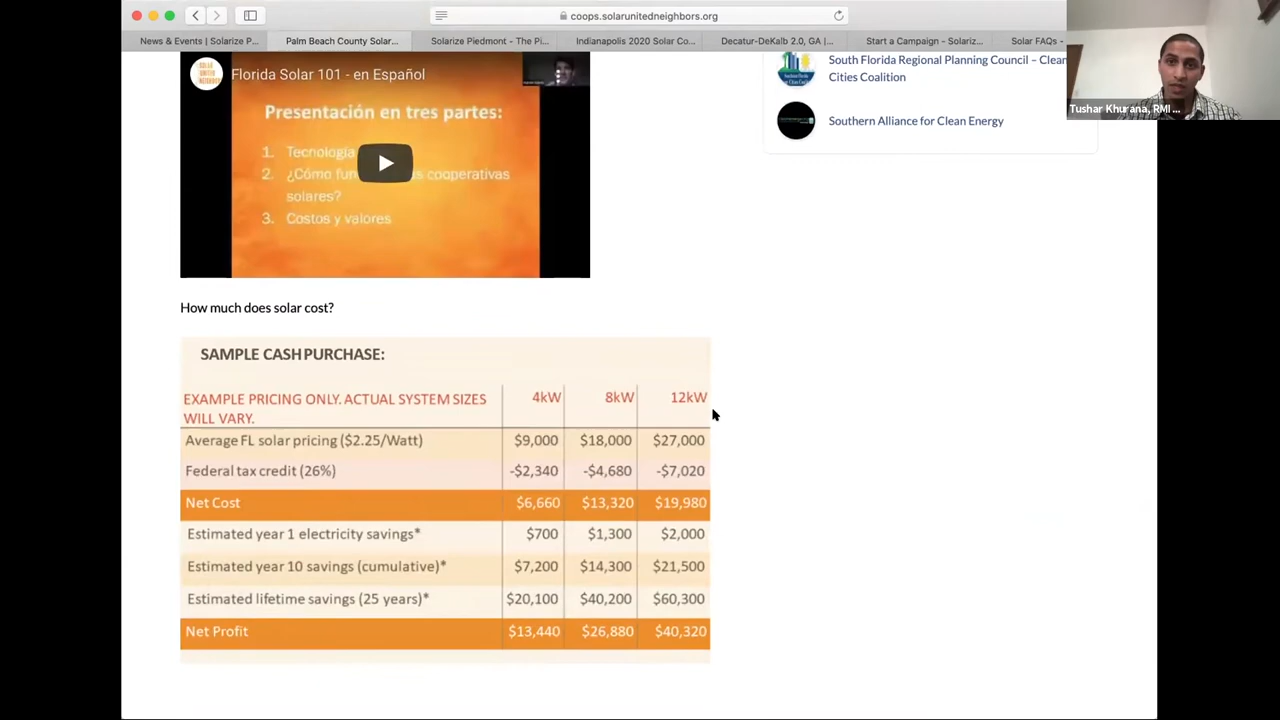 coops.solarunitedneighbors.org
News & Events | Solarize P...
Palm Beach County Solar...
Solarize Piedmont - The Pi...
Indianapolis 2020 Solar Co...
Decatur-DeKalb 2.0, GA |...
Start a Campaign - Solariz...
Solar FAQs -
SOLAR
UNITED
NEIGHBORS
Florida Solar 101 - en Español
Presentación en tres partes:
1. Tecnología
2. ¿Cómo fun as cooperativas
solares?
3. Costos y valores
South Florida Regional Planning Council – Clean
Cities Coalition
Southern Alliance for Clean Energy
Tushar Khurana, RMI ...
How much does solar cost?
SAMPLE CASH PURCHASE:
EXAMPLE PRICING ONLY. ACTUAL SYSTEM SIZES
WILL VARY.
4kW 8kW 12kW
Average FL solar pricing ($2.25/Watt) $9,000 $18,000 $27,000
Federal tax credit (26%) -$2,340 -$4,680 -$7,020
Net Cost $6,660 $13,320 $19,980
Estimated year 1 electricity savings* $700 $1,300 $2,000
Estimated year 10 savings (cumulative)* $7,200 $14,300 $21,500
Estimated lifetime savings (25 years)* $20,100 $40,200 $60,300
Net Profit $13,440 $26,880 $40,320